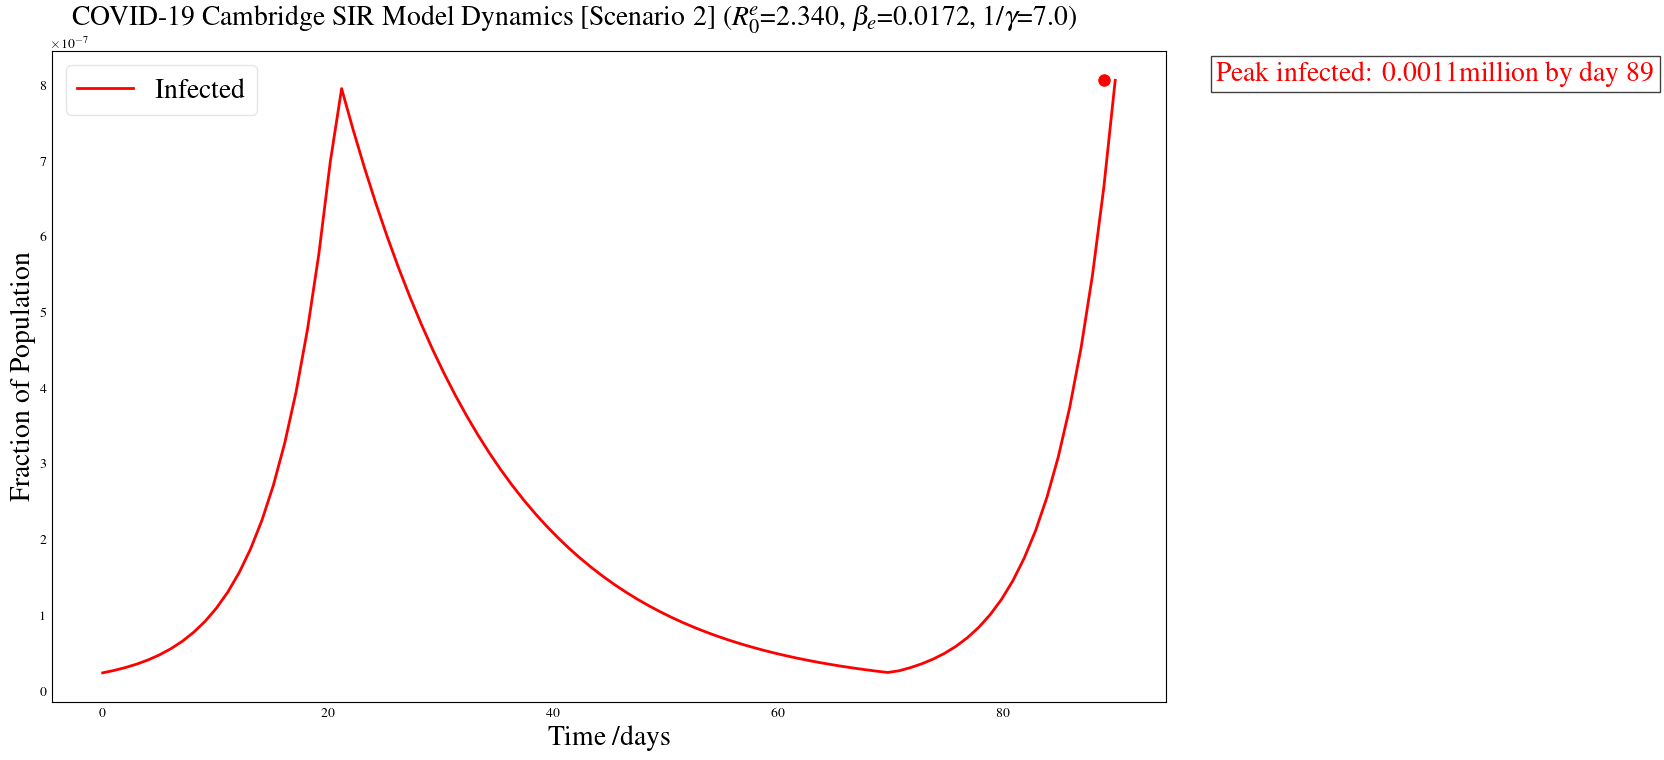 COVID-19 Cambridge SIR Model Dynamics [Scenario 2] (R₀ᵉ=2.340, βₑ=0.0172, 1/γ=7.0)
×10⁻⁷
Peak infected: 0.0011million by day 89
Infected
8
7
6
5
4
3
2
1
0
Fraction of Population
0 20 40 60 80
Time /days